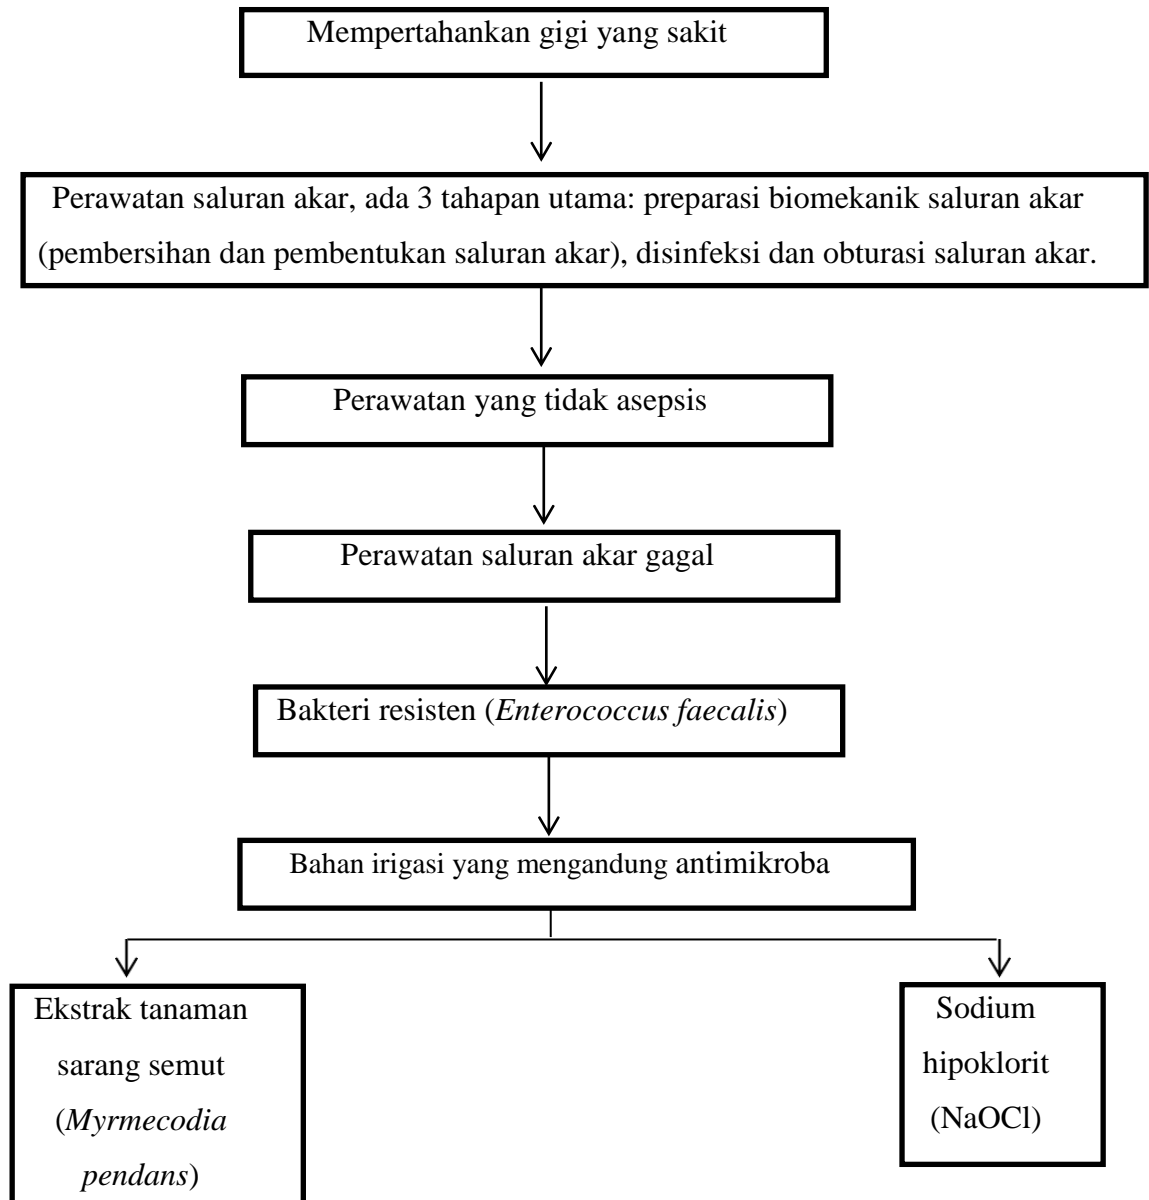 Mempertahankan gigi yang sakit
Perawatan saluran akar, ada 3 tahapan utama: preparasi biomekanik saluran akar
(pembersihan dan pembentukan saluran akar), disinfeksi dan obturasi saluran akar.
Perawatan yang tidak asepsis
Perawatan saluran akar gagal
Bakteri resisten (Enterococcus faecalis)
Bahan irigasi yang mengandung antimikroba
Ekstrak tanaman
sarang semut
(Myrmecodia
pendans)
Sodium
hipoklorit
(NaOCl)